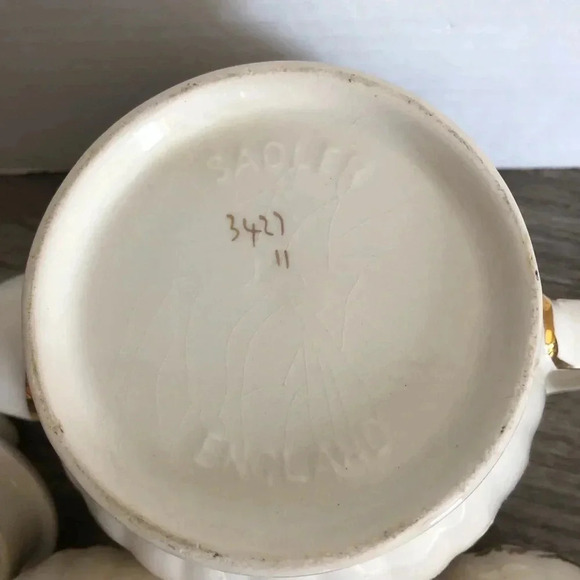 SADLER
3427
11
ENGLAND